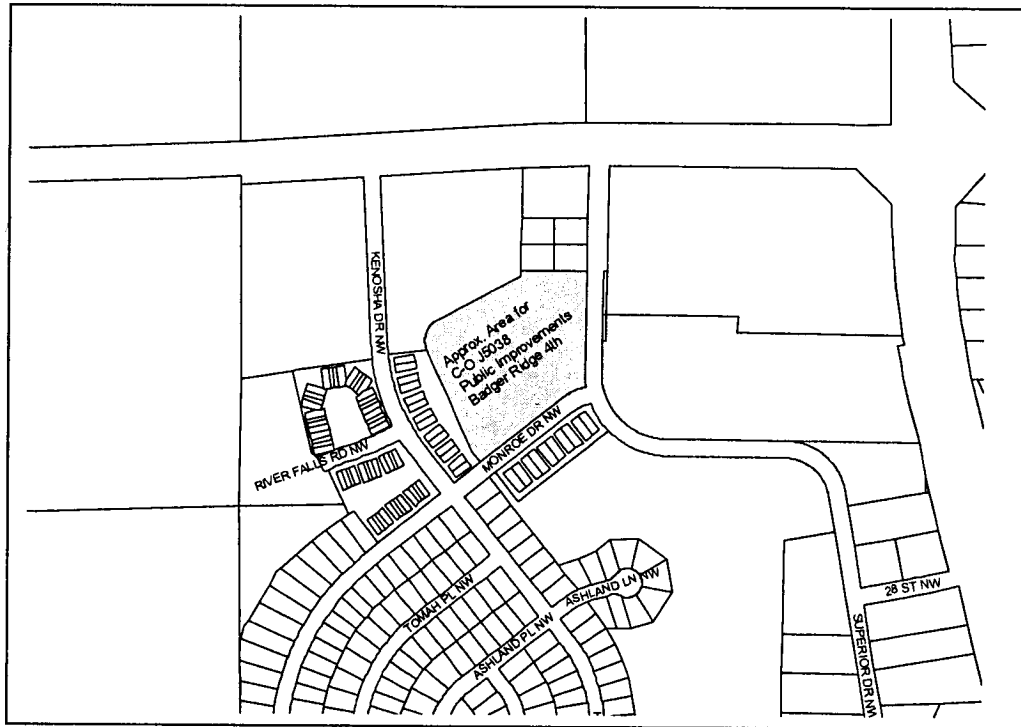 KENOSHA DR NW
Approx. Area for
C-O J5038
Public Improvements
Badger Ridge 4th
MONROE DR NW
RIVER FALLS RD NW
TOMAH PL NW
ASHLAND LN NW
ASHLAND PL NW
28 ST NW
SUPERIOR DR NW